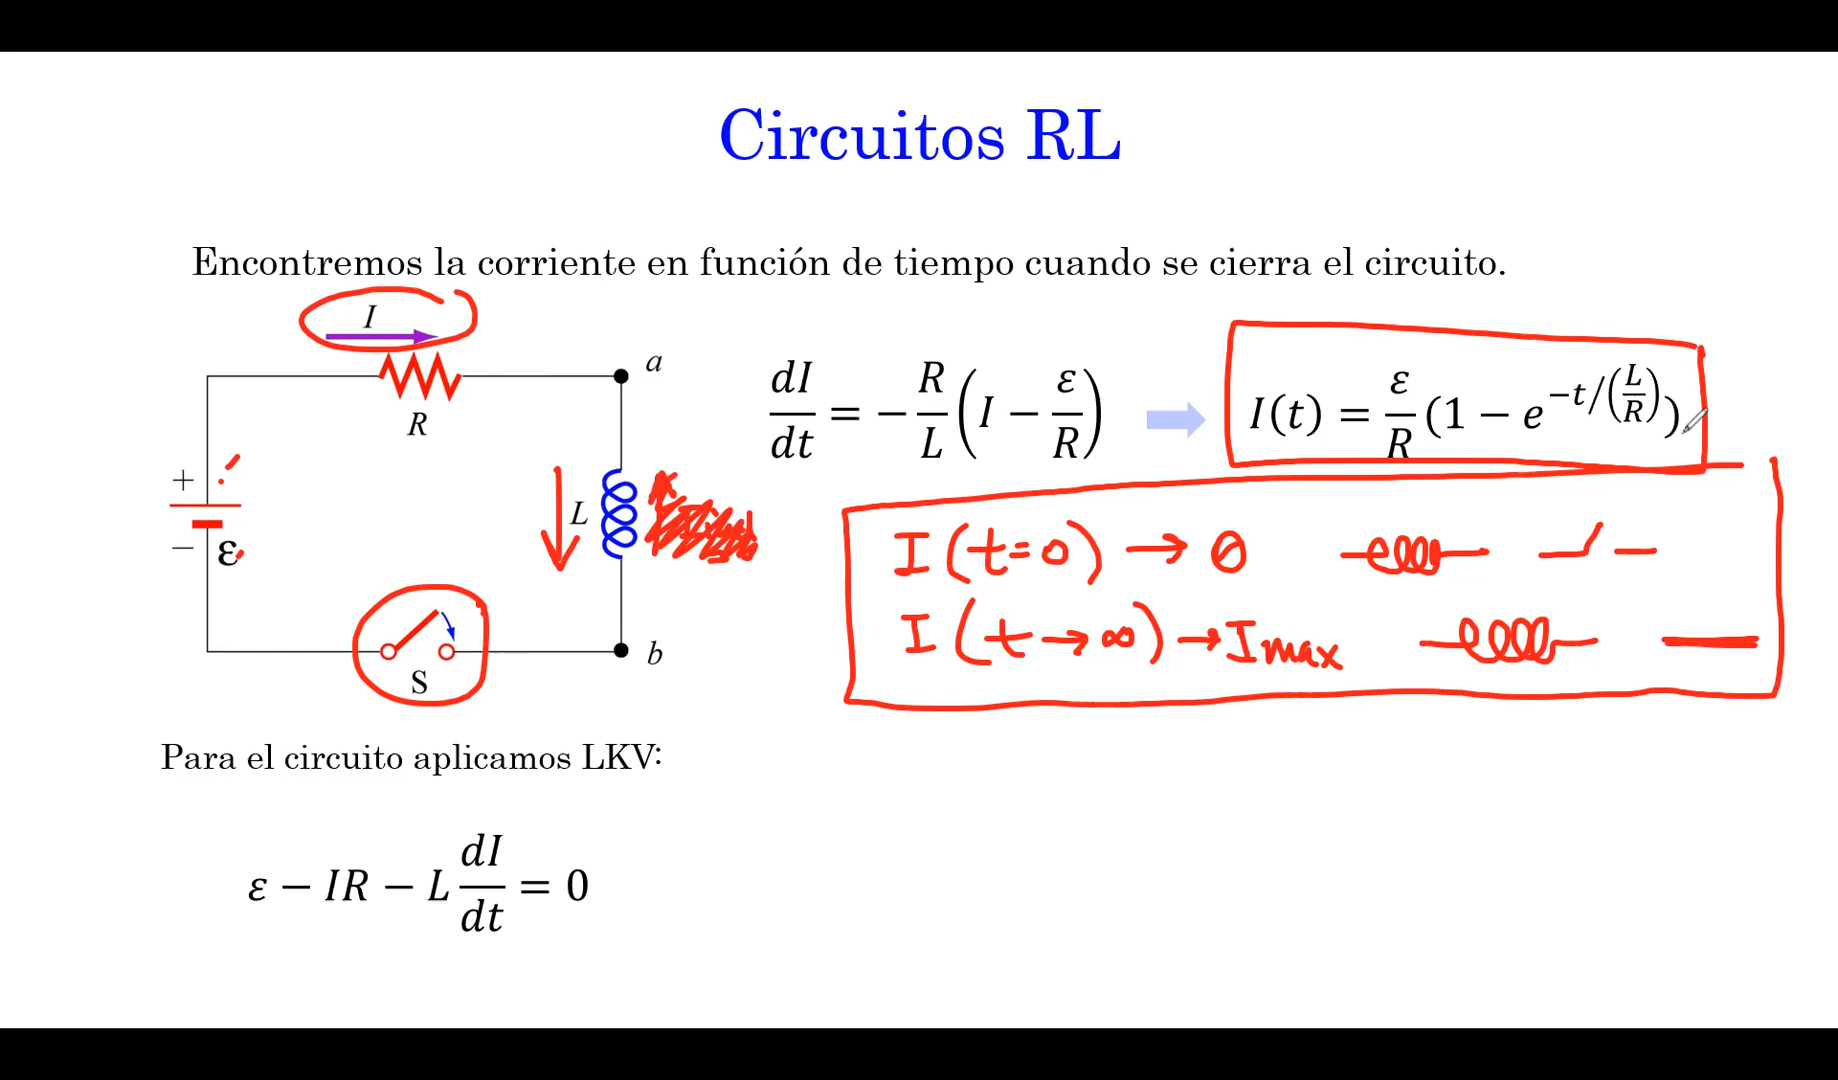 Circuitos RL
Encontremos la corriente en función de tiempo cuando se cierra el circuito.
I
R
a
+
−
ε
L
S
b
dI/dt = −R/L (I − ε/R)
I(t) = ε/R (1 − e^{−t/(L/R)})
I (t=0) → 0
I (t→∞) → Imax
Para el circuito aplicamos LKV:
ε − IR − L dI/dt = 0